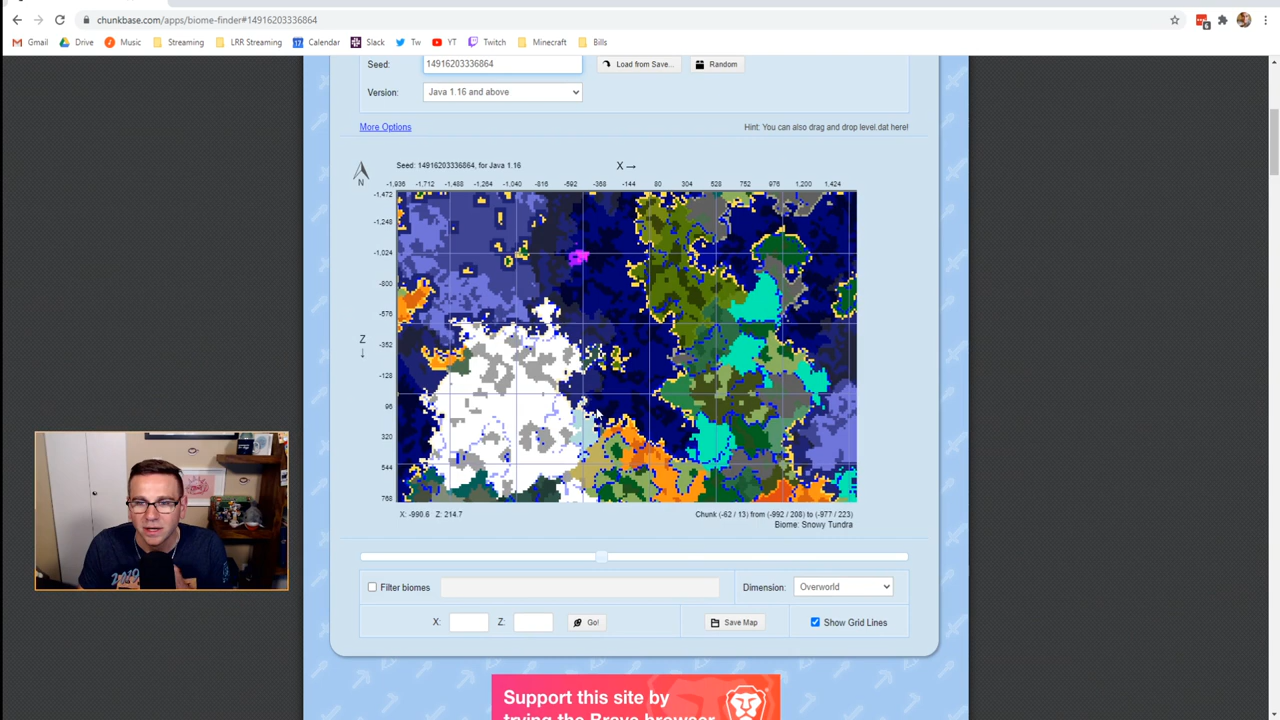 chunkbase.com/apps/biome-finder#14916203336864
6
Gmail Drive Music Streaming LRR Streaming 17 Calendar Slack Tw YT Twitch Minecraft Bills
Seed: 14916203336864 Load from Save... Random
Version: Java 1.16 and above
More Options Hint: You can also drag and drop level.dat here!
N Seed: 14916203336864, for Java 1.16 X →
-1,936 -1,712 -1,488 -1,264 -1,040 -816 -592 -368 -144 80 304 528 752 976 1,200 1,424
-1,472
-1,248
-1,024
-800
-576
Z ↓
-352
-128
96
320
544
768
X: -990.6 Z: 214.7 Chunk (-62 / 13) from (-992 / 208) to (-977 / 223)
Biome: Snowy Tundra
Filter biomes Dimension: Overworld
X: Z: Go! Save Map Show Grid Lines
Support this site by
trying the Brave browser